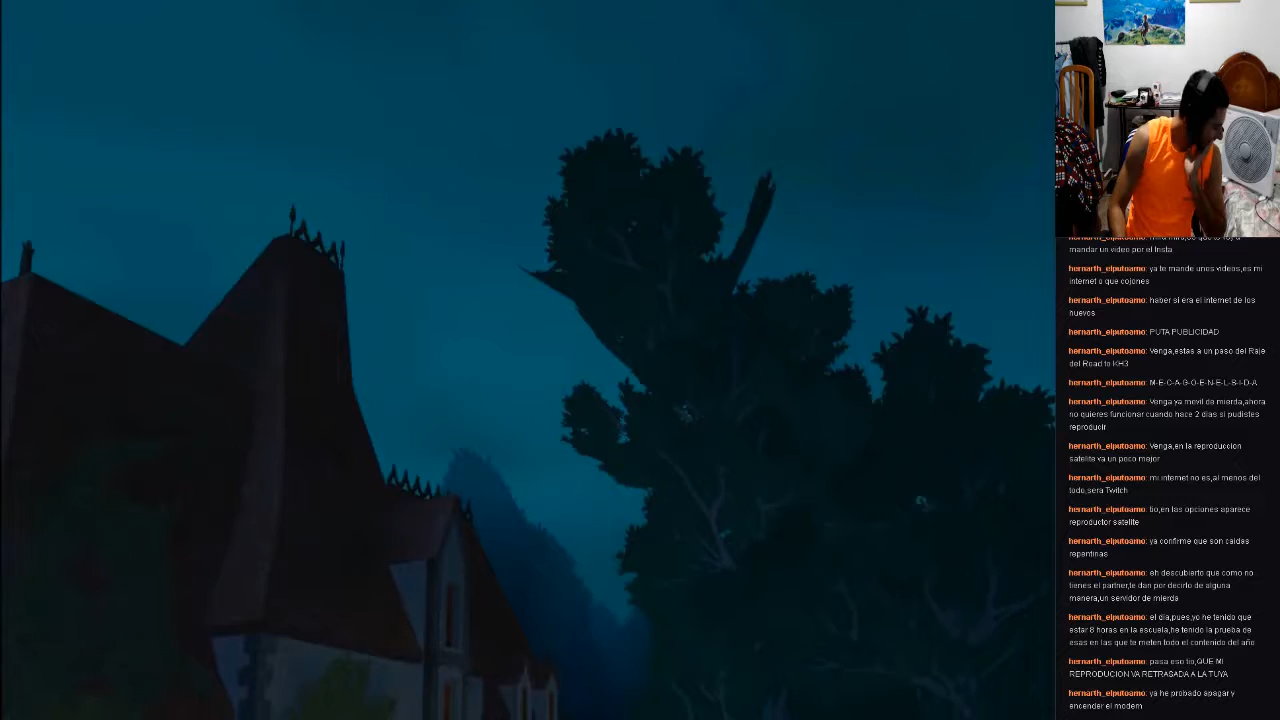 mandar un video por el Insta
hernarth_elputoamo: ya te mande unos videos,es mi
internet o que cojones
hernarth_elputoamo: haber si era el internet de los
huevos
hernarth_elputoamo: PUTA PUBLICIDAD
hernarth_elputoamo: Venga,estas a un paso del Raje
del Road to KH3
hernarth_elputoamo: M-E-C-A-G-O-E-N-E-L-S-I-D-A
hernarth_elputoamo: Venga ya movil de mierda,ahora
no quieres funcionar cuando hace 2 dias si pudistes
reproducir
hernarth_elputoamo: Venga,en la reproduccion
satelite va un poco mejor
hernarth_elputoamo: mi internet no es,al menos del
todo,sera Twitch
hernarth_elputoamo: tio,en las opciones aparece
reproductor satelite
hernarth_elputoamo: ya confirme que son caidas
repentinas
hernarth_elputoamo: eh descubierto que como no
tienes el partner,te dan por decirlo de alguna
manera,un servidor de mierda
hernarth_elputoamo: el dia,pues,yo he tenido que
estar 8 horas en la escuela,he tenido la prueba de
esas en las que te meten todo el contenido del año
hernarth_elputoamo: pasa eso tio,QUE MI
REPRODUCION VA RETRASADA A LA TUYA
hernarth_elputoamo: ya he probado apagar y
encender el modem